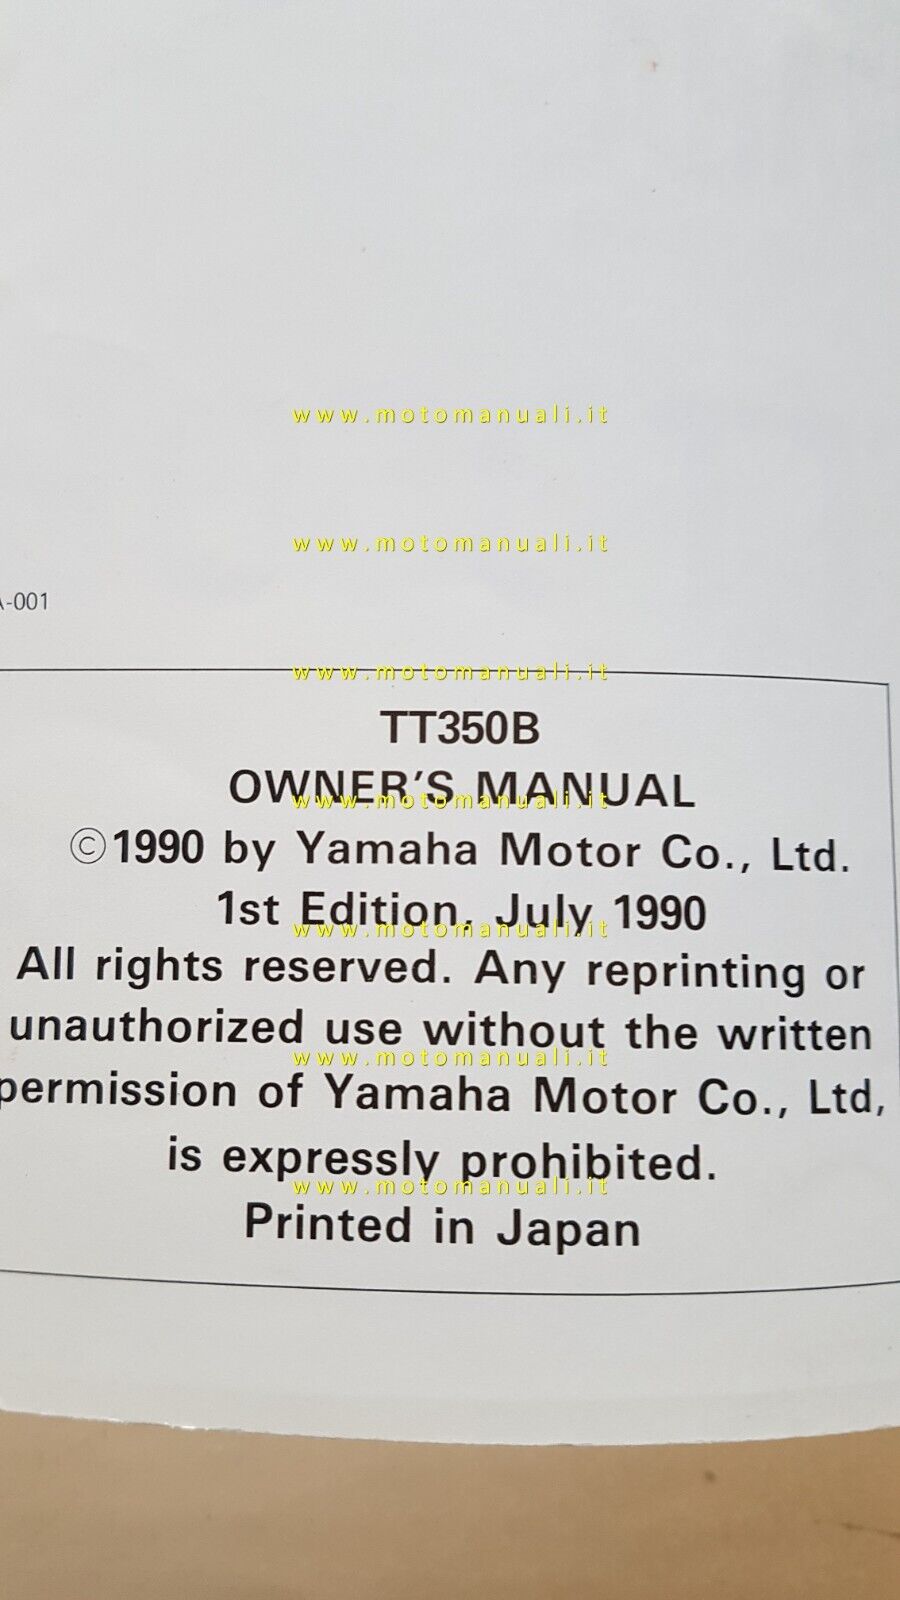 www.motomanuali.it
www.motomanuali.it
A-001
www.motomanuali.it
TT350B
OWNER'S MANUAL
www.motomanuali.it
©1990 by Yamaha Motor Co., Ltd.
1st Edition, July 1990
www.motomanuali.it
All rights reserved. Any reprinting or
unauthorized use without the written
www.motomanuali.it
permission of Yamaha Motor Co., Ltd,
is expressly prohibited.
www.motomanuali.it
Printed in Japan